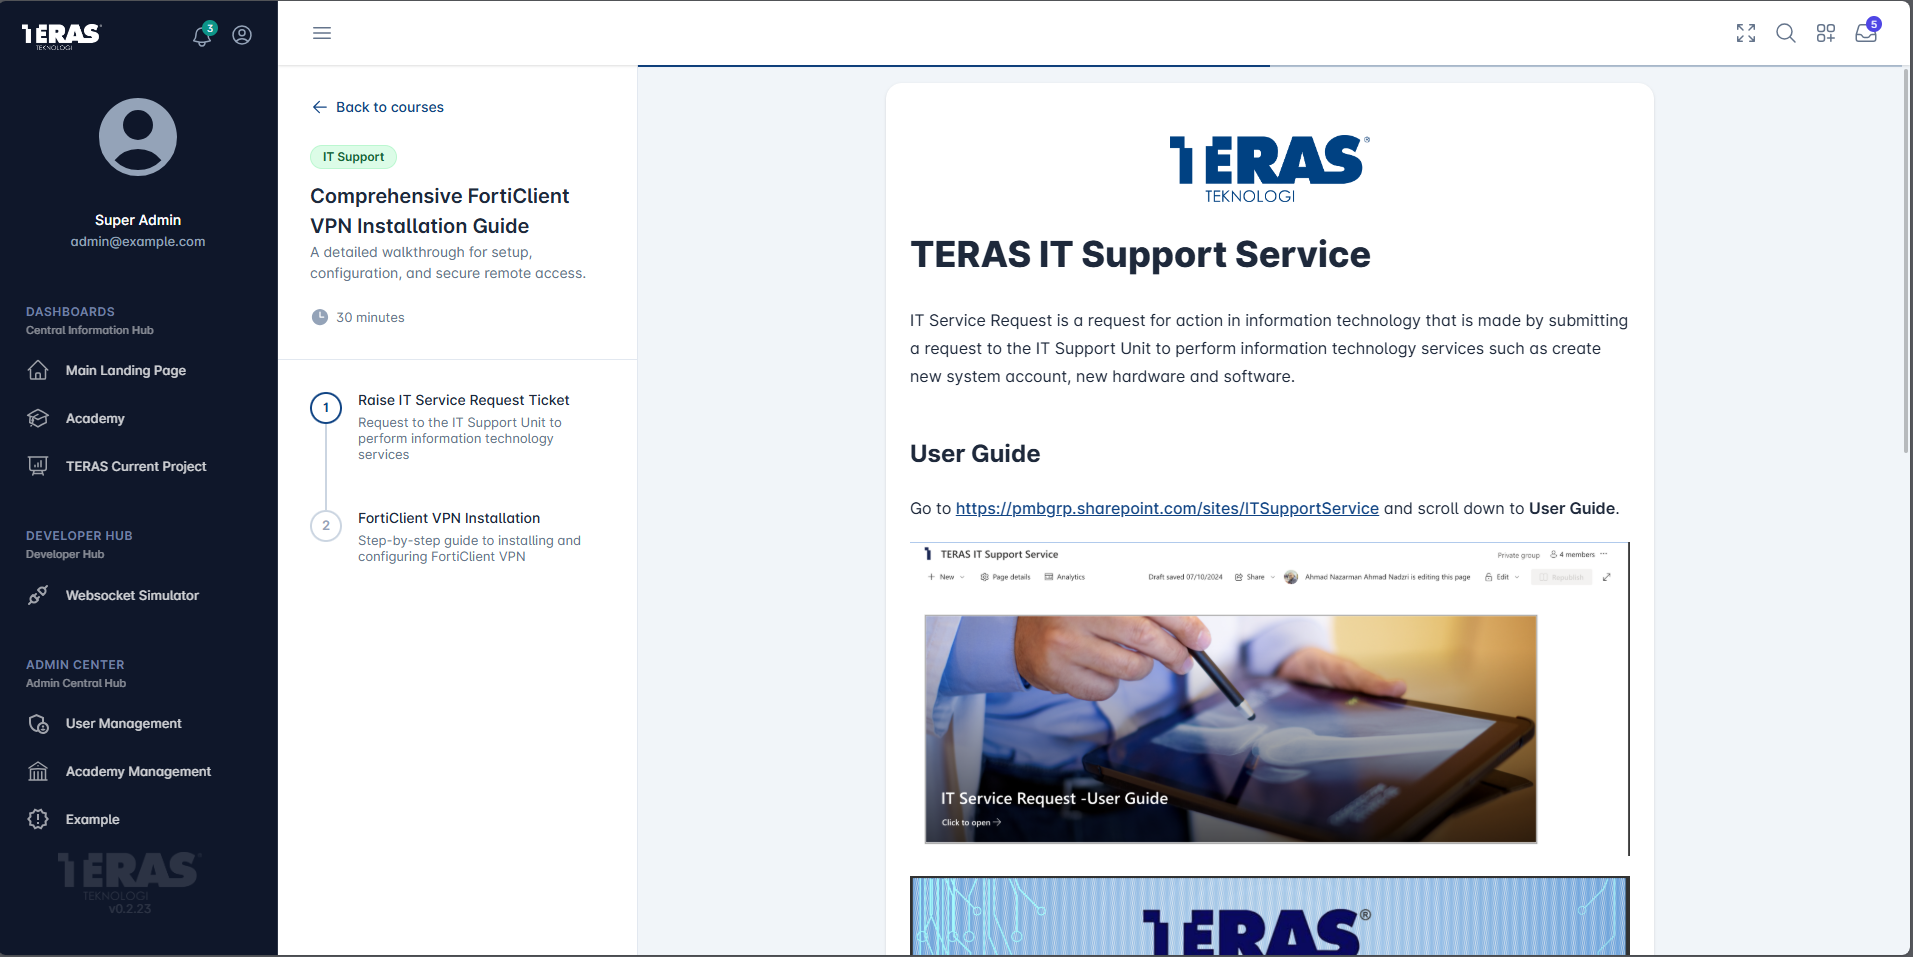 TERAS®
TEKNOLOGI
3
Super Admin
admin@example.com
DASHBOARDS
Central Information Hub
Main Landing Page
Academy
TERAS Current Project
DEVELOPER HUB
Developer Hub
Websocket Simulator
ADMIN CENTER
Admin Central Hub
User Management
Academy Management
Example
TERAS
TEKNOLOGI
v0.2.23
5
Back to courses
IT Support
Comprehensive FortiClient
VPN Installation Guide
A detailed walkthrough for setup,
configuration, and secure remote access.
30 minutes
1
Raise IT Service Request Ticket
Request to the IT Support Unit to
perform information technology
services
2
FortiClient VPN Installation
Step-by-step guide to installing and
configuring FortiClient VPN
TERAS®
TEKNOLOGI
TERAS IT Support Service
IT Service Request is a request for action in information technology that is made by submitting
a request to the IT Support Unit to perform information technology services such as create
new system account, new hardware and software.
User Guide
Go to https://pmbgrp.sharepoint.com/sites/ITSupportService and scroll down to User Guide.
TERAS IT Support Service
Private group 4 members ···
+ New Page details Analytics Draft saved 07/10/2024 Share Ahmad Nazarman Ahmad Nadzri is editing this page Edit Republish
IT Service Request -User Guide
Click to open →
TERAS®